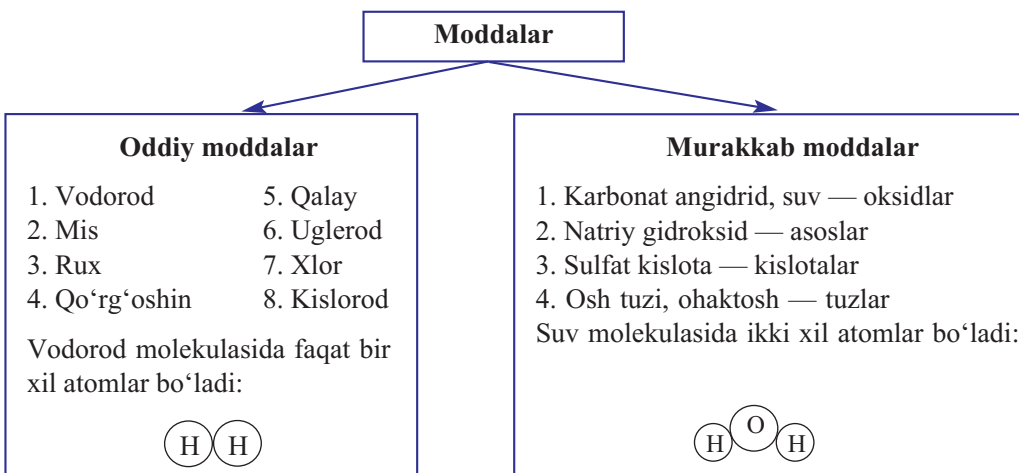 Moddalar
Oddiy moddalar
1. Vodorod
2. Mis
3. Rux
4. Qo‘rg‘oshin
5. Qalay
6. Uglerod
7. Xlor
8. Kislorod
Vodorod molekulasida faqat bir
xil atomlar bo‘ladi:
H H
Murakkab moddalar
1. Karbonat angidrid, suv — oksidlar
2. Natriy gidroksid — asoslar
3. Sulfat kislota — kislotalar
4. Osh tuzi, ohaktosh — tuzlar
Suv molekulasida ikki xil atomlar bo‘ladi:
H O H